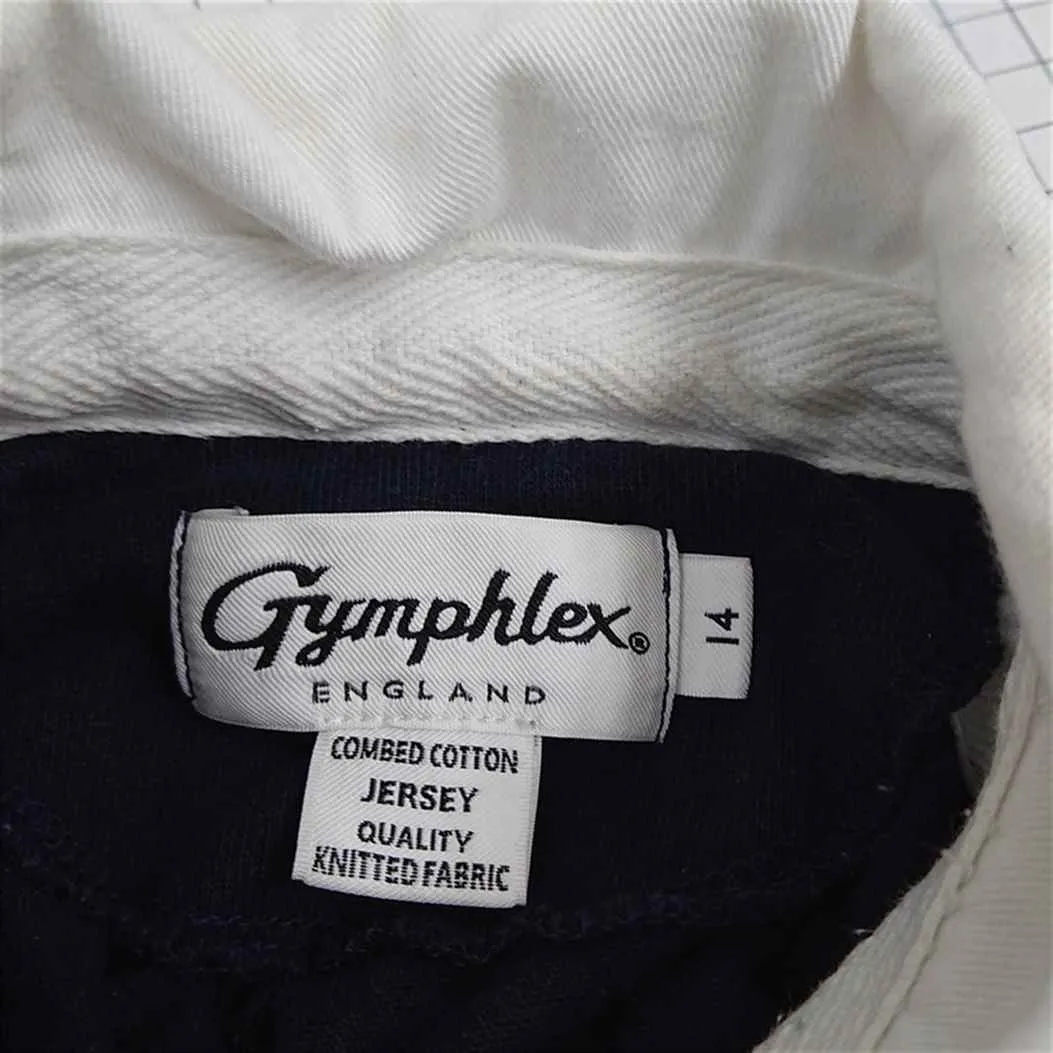 Gymphlex®
ENGLAND
14
COMBED COTTON
JERSEY
QUALITY
KNITTED FABRIC